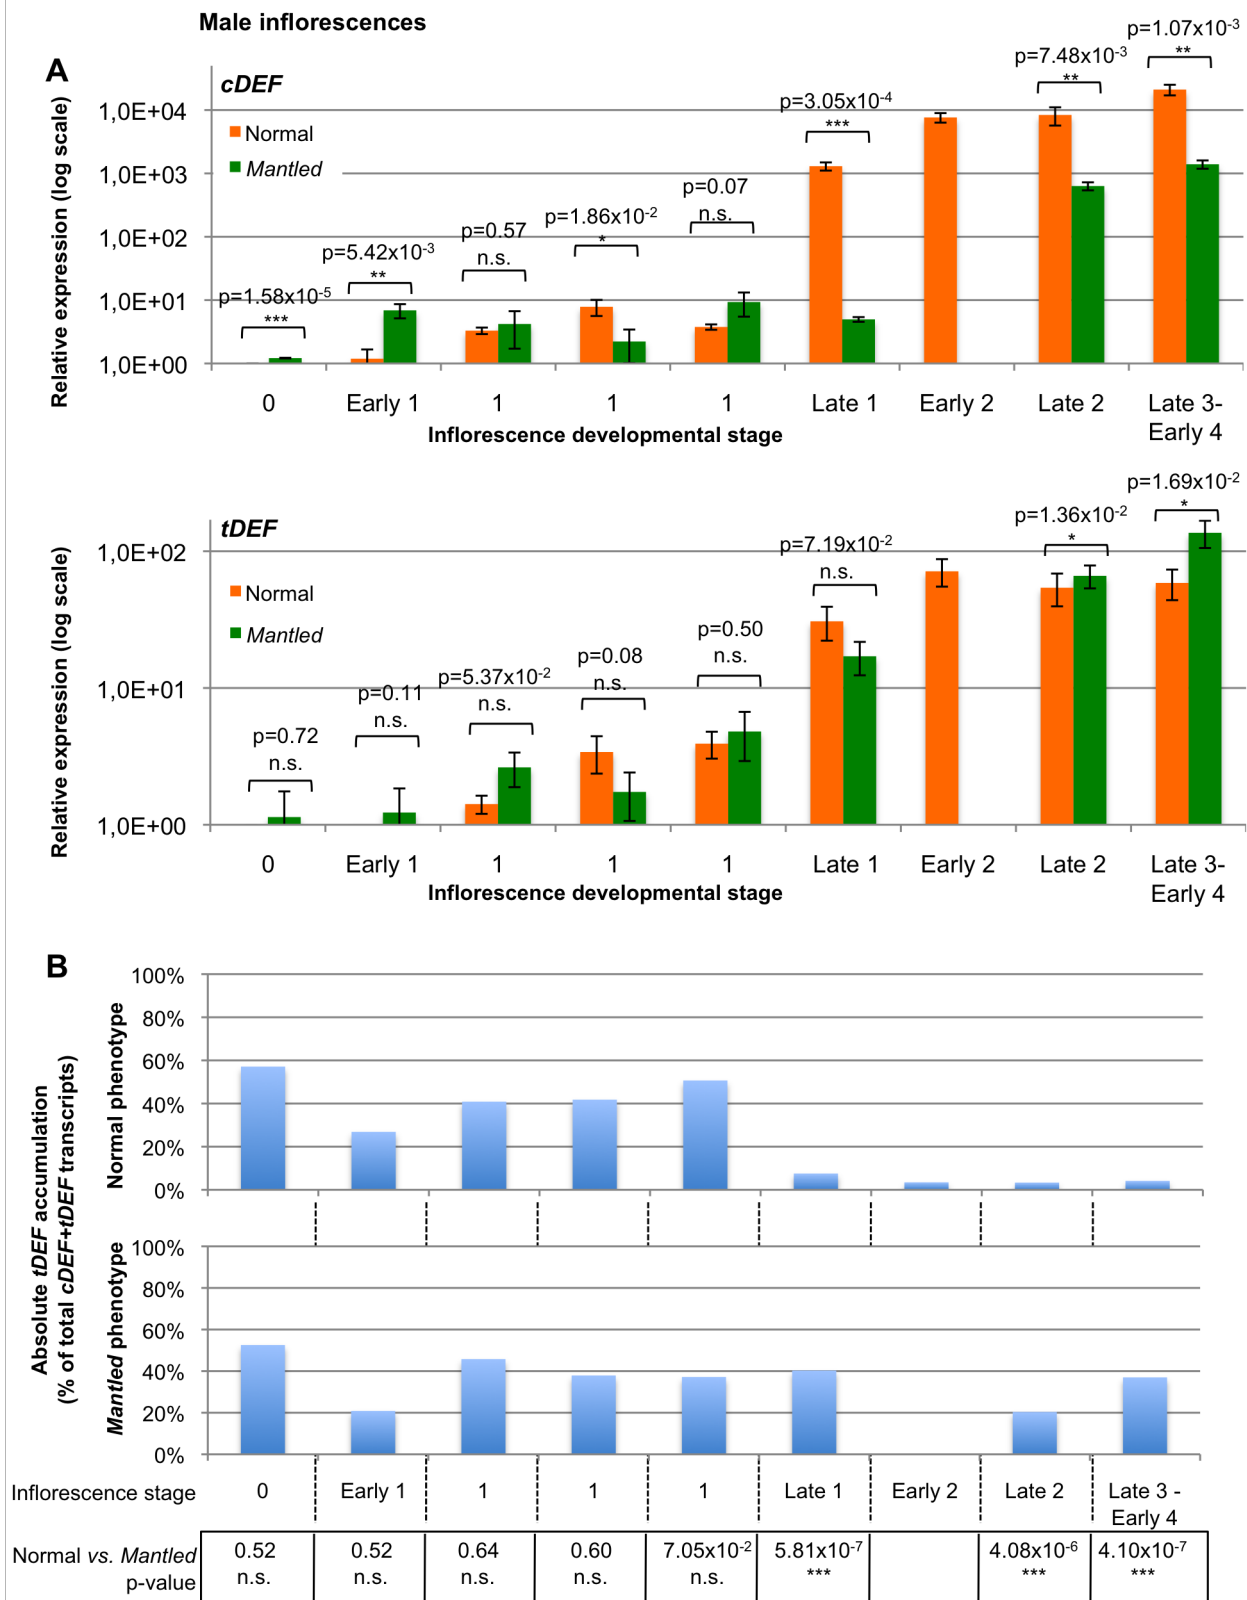 Male inflorescences
A
cDEF
Normal
Mantled
Relative expression (log scale)
1,0E+04
1,0E+03
1,0E+02
1,0E+01
1,0E+00
p=1.58x10-5
***
p=5.42x10-3
**
p=0.57
n.s.
p=1.86x10-2
*
p=0.07
n.s.
p=3.05x10-4
***
p=7.48x10-3
**
p=1.07x10-3
**
0 Early 1 1 1 1 Late 1 Early 2 Late 2 Late 3-
Early 4
Inflorescence developmental stage
tDEF
Normal
Mantled
Relative expression (log scale)
1,0E+02
1,0E+01
1,0E+00
p=0.72
n.s.
p=0.11
n.s.
p=5.37x10-2
n.s.
p=0.08
n.s.
p=0.50
n.s.
p=7.19x10-2
n.s.
p=1.36x10-2
*
p=1.69x10-2
*
0 Early 1 1 1 1 Late 1 Early 2 Late 2 Late 3-
Early 4
Inflorescence developmental stage
B
Absolute tDEF accumulation
(% of total cDEF+tDEF transcripts)
Normal phenotype
100%
80%
60%
40%
20%
0%
Mantled phenotype
100%
80%
60%
40%
20%
0%
Inflorescence stage 0 Early 1 1 1 1 Late 1 Early 2 Late 2 Late 3 -
Early 4
Normal vs. Mantled 0.52 0.52 0.64 0.60 7.05x10-2 5.81x10-7 4.08x10-6 4.10x10-7
p-value n.s. n.s. n.s. n.s. n.s. *** *** ***